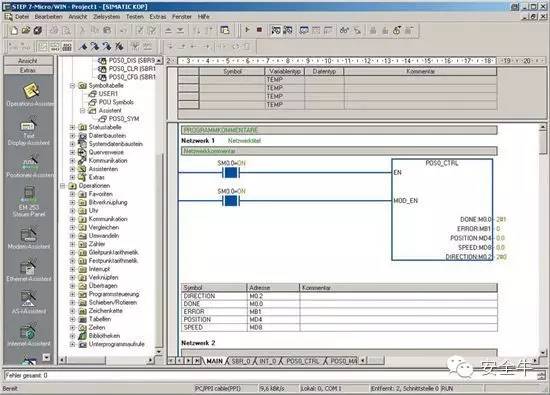 STEP 7-Micro/WIN - Project1 - [SIMATIC KOP]
Datei Bearbeiten Ansicht Zielsystem Testen Extras Fenster Hilfe
Ansicht
Extras
Operations-Assistent
Text
Display-Assistent
Positionier-Assistent
EM 253
Steuer-Panel
Modem-Assistent
Ethernet-Assistent
AS-i-Assistent
Internet-Assistent
POS0_DIS (SBR9
POS0_CLR (SBR1
POS0_CFG (SBR2
Symboltabelle
USER1
POU Symbols
Assistent
POS0_SYM
Statustabelle
Datenbaustein
Systemdatenbaustein
Querverweise
Kommunikation
Assistenten
Extras
Operationen
Favoriten
Bitverknüpfung
Uhr
Kommunikation
Vergleichen
Umwandeln
Zähler
Gleitpunktarithmetik
Festpunktarithmetik
Interrupt
Verknüpfen
Übertragen
Programmsteuerung
Schieben/Rotieren
Zeichenkette
Tabellen
Zeiten
Bibliotheken
Unterprogrammaufrufe
Symbol Variablentyp Datentyp Kommentar
TEMP
TEMP
TEMP
TEMP
PROGRAMMKOMMENTARE
Netzwerk 1 Netzwerktitel
Netzwerkkommentar
SM0.0=ON
POS0_CTRL
EN
SM0.0=ON
MOD_EN
DONE:M0.0 2#1
ERROR:MB1 0
POSITION:MD4 0.0
SPEED:MD8 0.0
DIRECTION:M0.2 2#0
Symbol Adresse Kommentar
DIRECTION M0.2
DONE M0.0
ERROR MB1
POSITION MD4
SPEED MD8
Netzwerk 2
MAIN SBR_0 INT_0 POS0_CTRL POS0_MA
Fehler gesamt: 0
Bereit PC/PPI cable(PPI) 9,6 kBit/s Lokal: 0, COM 1 Entfernt: 2, Schnittstelle 0 RUN
安全牛